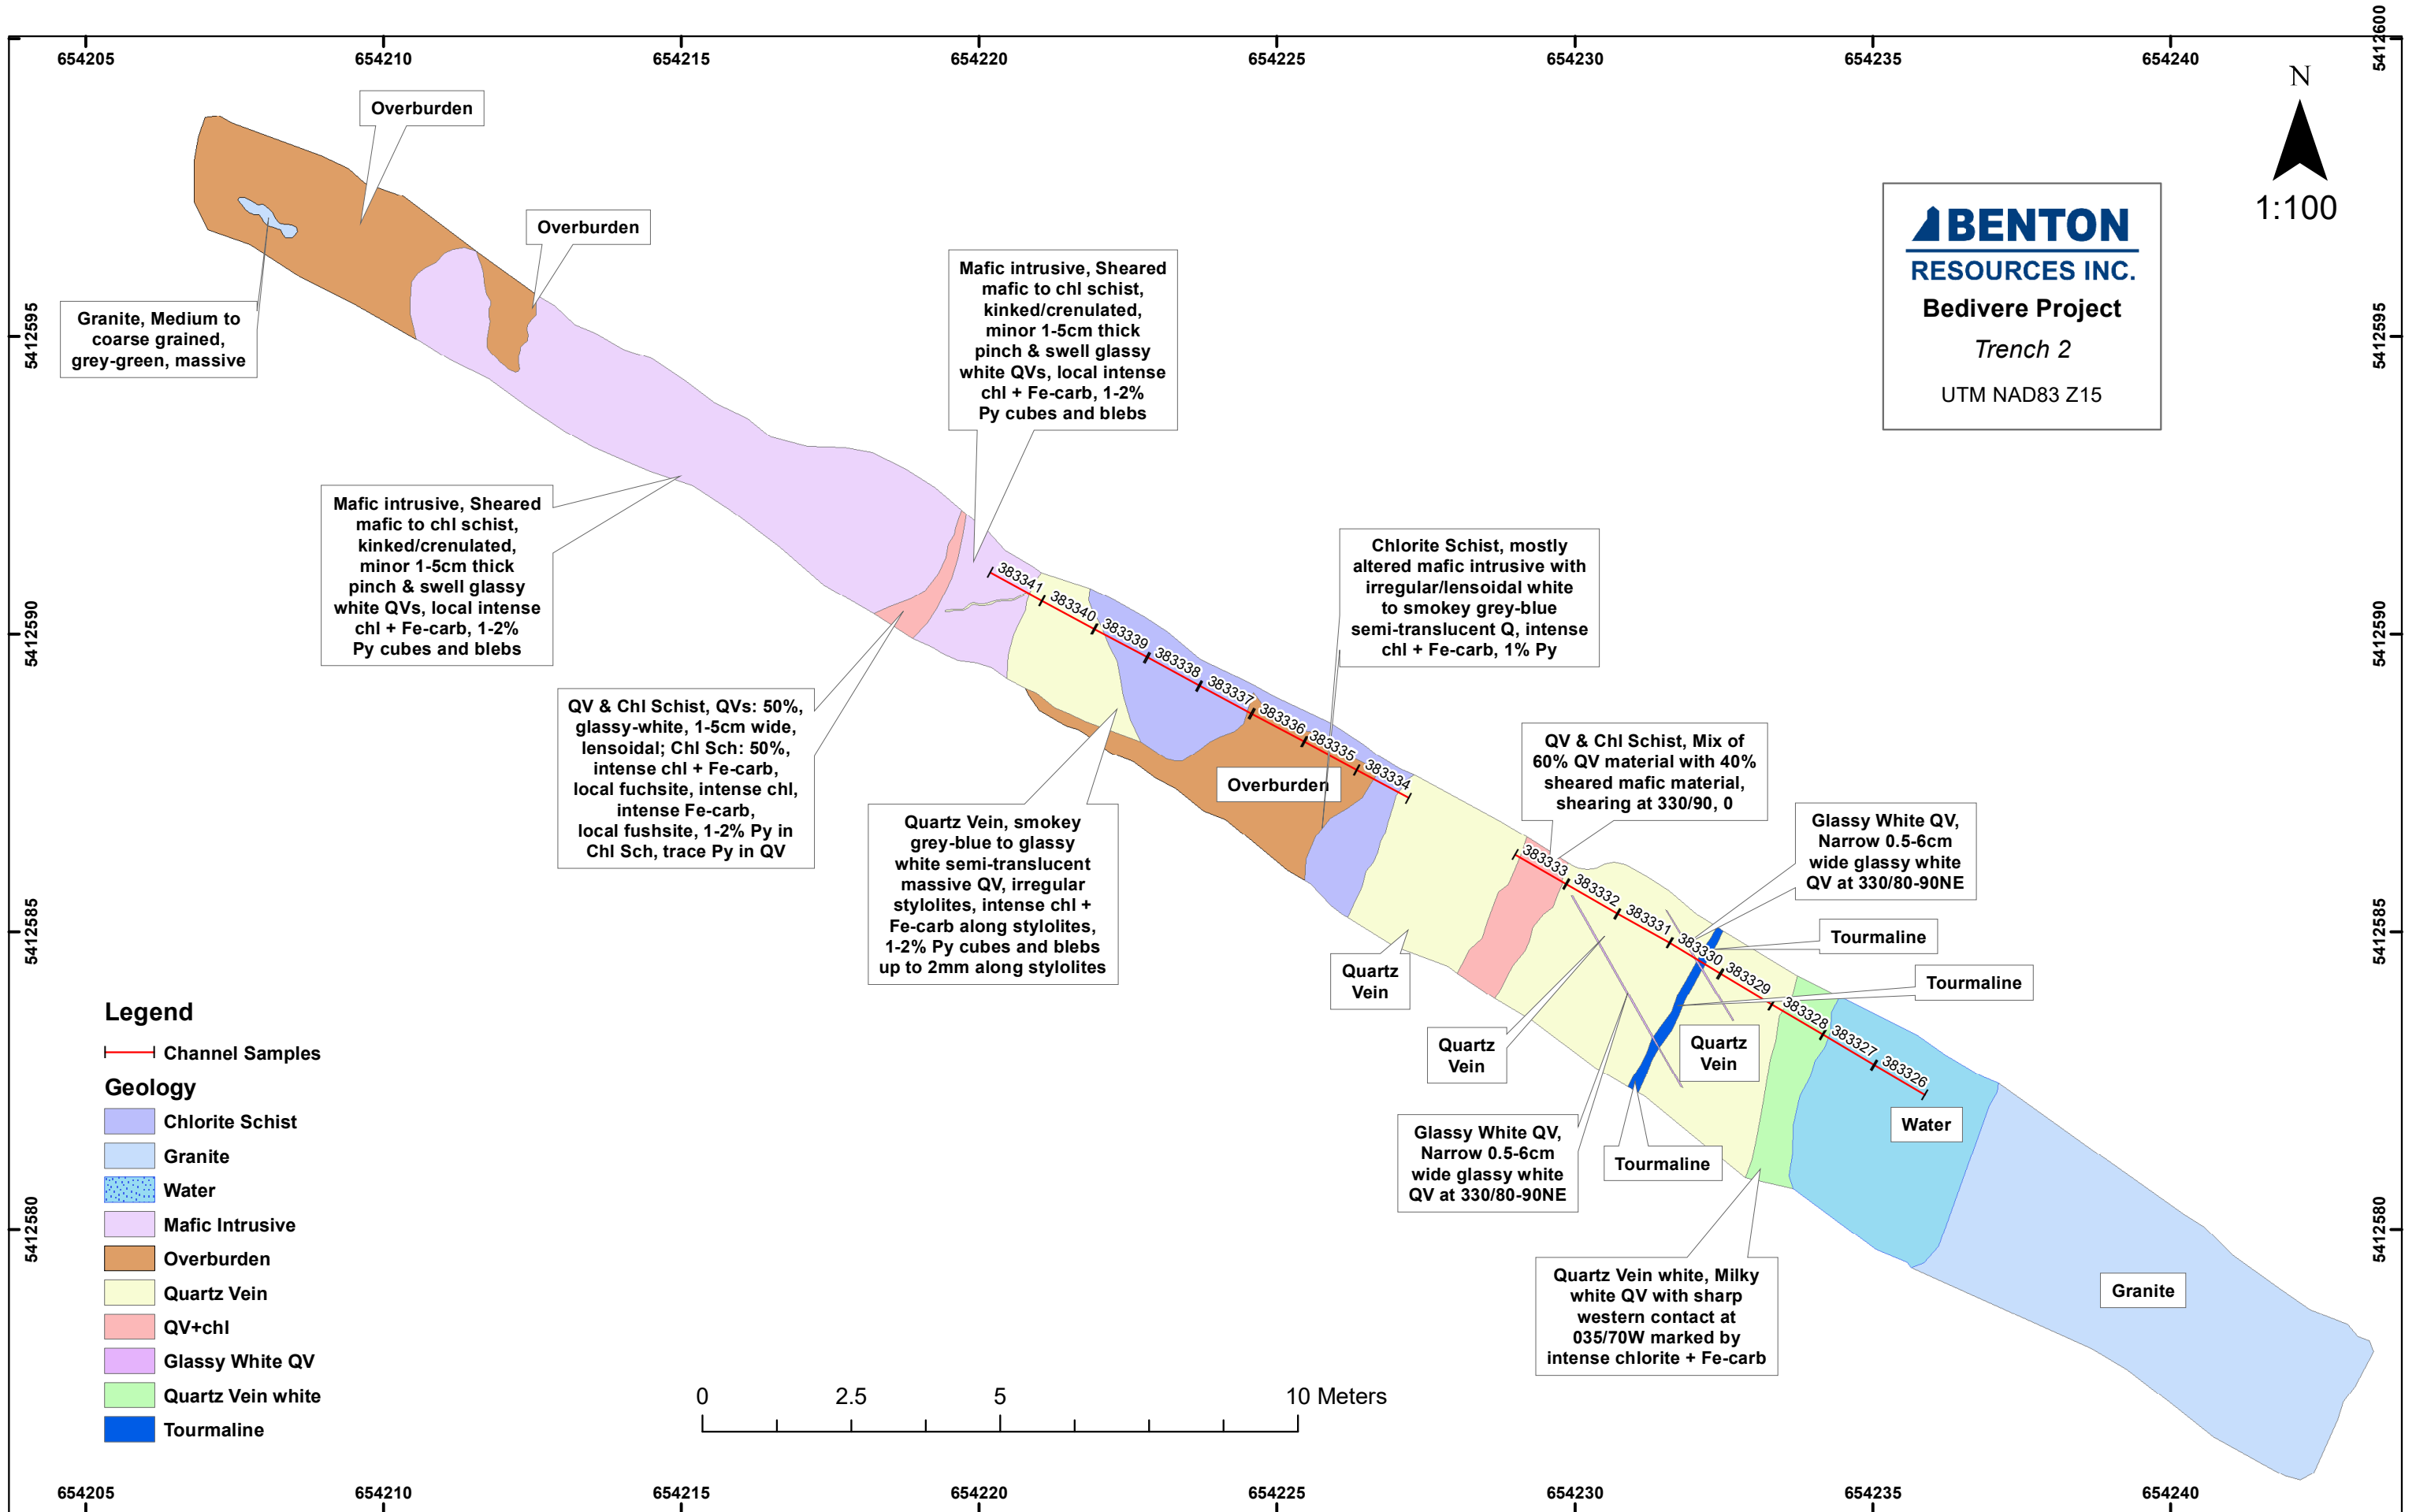 654205
654210
654215
654220
654225
654230
654235
654240
5412600
N
1:100
BENTON
RESOURCES INC.
Bedivere Project
Trench 2
UTM NAD83 Z15
Overburden
Overburden
Granite, Medium to
coarse grained,
grey-green, massive
5412595
5412595
Mafic intrusive, Sheared
mafic to chl schist,
kinked/crenulated,
minor 1-5cm thick
pinch & swell glassy
white QVs, local intense
chl + Fe-carb, 1-2%
Py cubes and blebs
Mafic intrusive, Sheared
mafic to chl schist,
kinked/crenulated,
minor 1-5cm thick
pinch & swell glassy
white QVs, local intense
chl + Fe-carb, 1-2%
Py cubes and blebs
Chlorite Schist, mostly
altered mafic intrusive with
irregular/lensoidal white
to smokey grey-blue
semi-translucent Q, intense
chl + Fe-carb, 1% Py
383341
383340
383339
383338
383337
383336
383335
383334
5412590
5412590
QV & Chl Schist, QVs: 50%,
glassy-white, 1-5cm wide,
lensoidal; Chl Sch: 50%,
intense chl + Fe-carb,
local fuchsite, intense chl,
intense Fe-carb,
local fushsite, 1-2% Py in
Chl Sch, trace Py in QV
Overburden
QV & Chl Schist, Mix of
60% QV material with 40%
sheared mafic material,
shearing at 330/90, 0
Quartz Vein, smokey
grey-blue to glassy
white semi-translucent
massive QV, irregular
stylolites, intense chl +
Fe-carb along stylolites,
1-2% Py cubes and blebs
up to 2mm along stylolites
Glassy White QV,
Narrow 0.5-6cm
wide glassy white
QV at 330/80-90NE
383333
383332
383331
383330
383329
383328
383327
383326
5412585
5412585
Tourmaline
Tourmaline
Quartz
Vein
Quartz
Vein
Quartz
Vein
Glassy White QV,
Narrow 0.5-6cm
wide glassy white
QV at 330/80-90NE
Tourmaline
Water
Quartz Vein white, Milky
white QV with sharp
western contact at
035/70W marked by
intense chlorite + Fe-carb
Granite
5412580
5412580
Legend
Channel Samples
Geology
Chlorite Schist
Granite
Water
Mafic Intrusive
Overburden
Quartz Vein
QV+chl
Glassy White QV
Quartz Vein white
Tourmaline
0
2.5
5
10 Meters
654205
654210
654215
654220
654225
654230
654235
654240